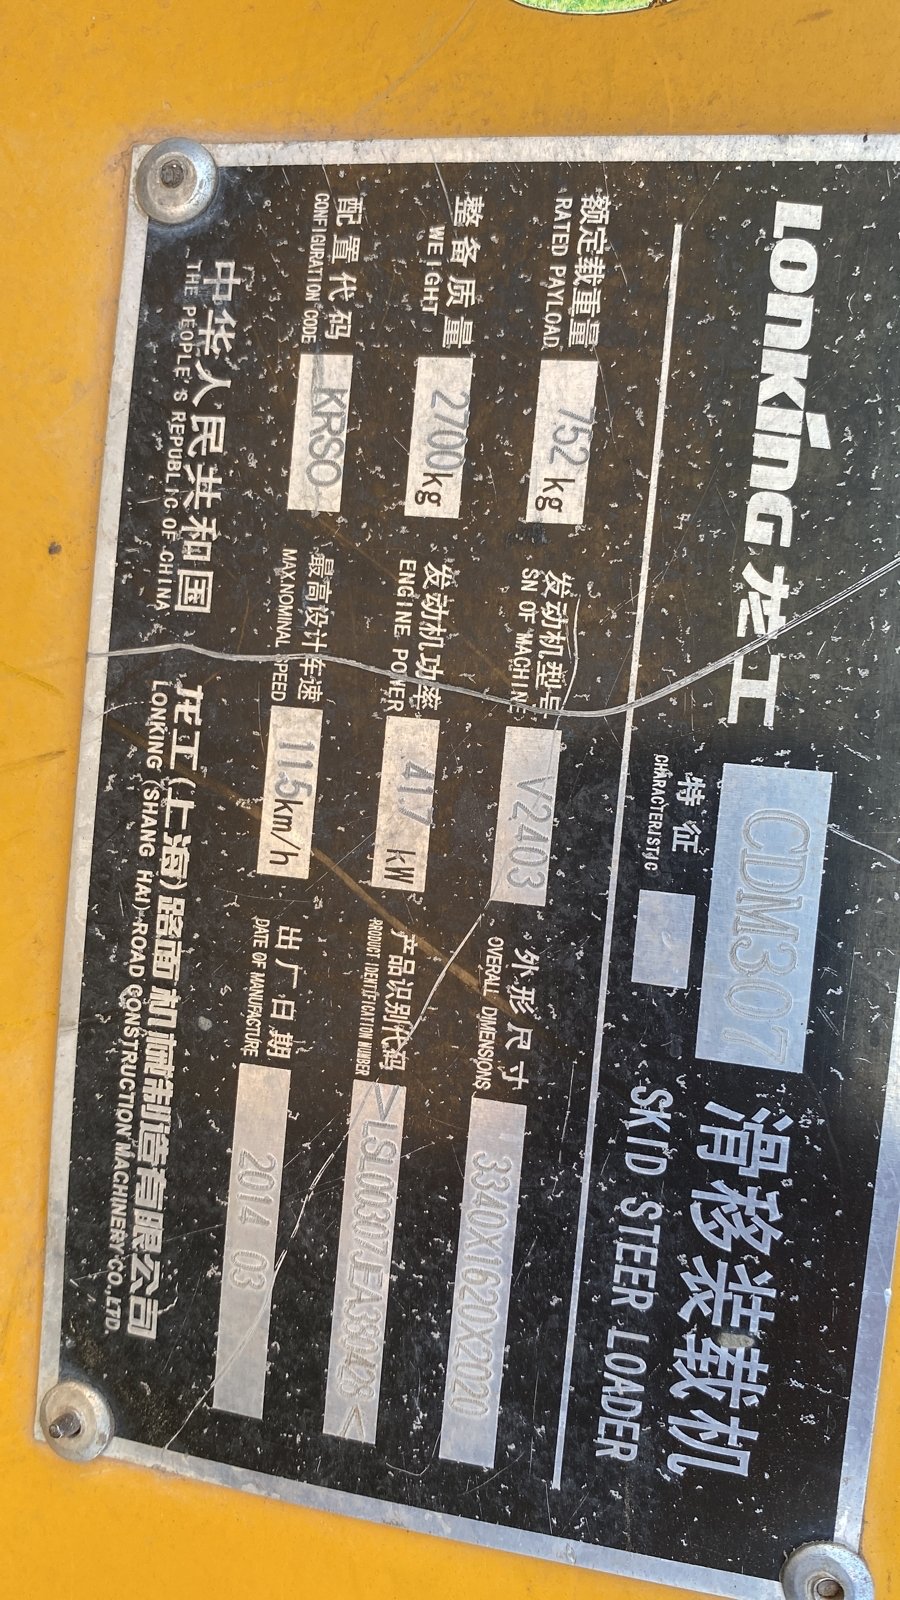 LONKING 龙工 CDM307 滑移装载机
特征
CHARACTERISTIC
SKID STEER LOADER
额定载重量 752 kg
RATED PAYLOAD
发动机型号 V2403
SN OF MACHINE
外形尺寸 3340X1620X2020
OVERALL DIMENSIONS
整备质量 2700kg
WEIGHT
发动机功率 41.7 kW
ENGINE POWER
产品识别代码
PRODUCT IDENTIFICATION NUMBER
配置代码 KRSO
CONFIGURATION CODE
最高设计车速 11.5km/h
MAX.NOMINAL SPEED
出厂日期 2014 03
DATE OF MANUFACTURE
中华人民共和国 龙工(上海)路面机械制造有限公司
THE PEOPLE'S REPUBLIC OF CHINA LONKING (SHANG HAI) ROAD CONSTRUCTION MACHINERY CO.,LTD.